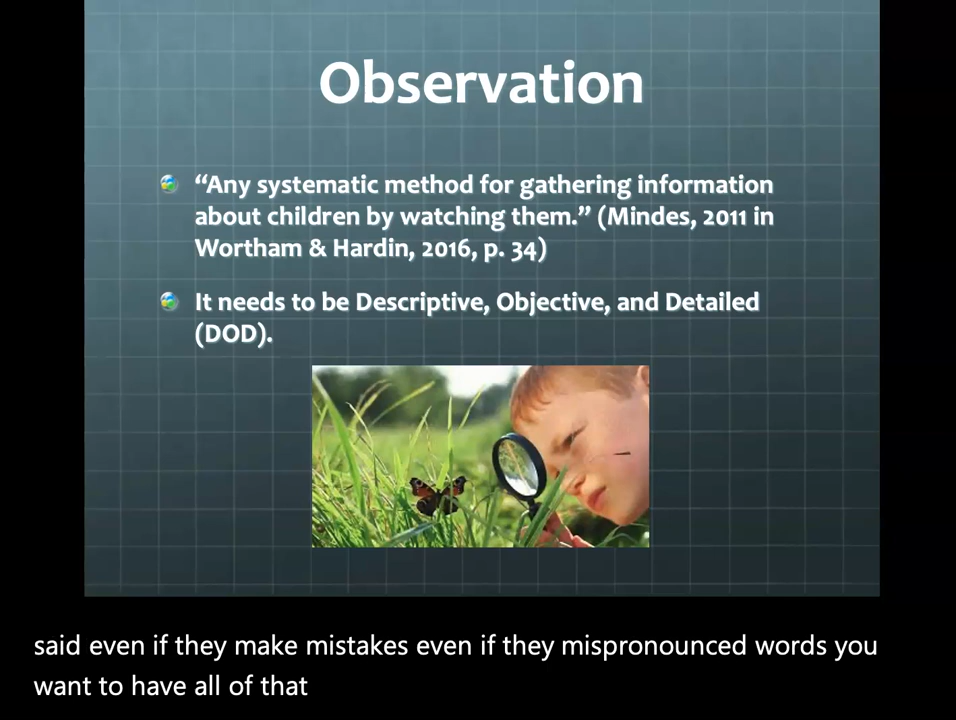 Observation
“Any systematic method for gathering information
about children by watching them.” (Mindes, 2011 in
Wortham & Hardin, 2016, p. 34)
It needs to be Descriptive, Objective, and Detailed
(DOD).
said even if they make mistakes even if they mispronounced words you
want to have all of that